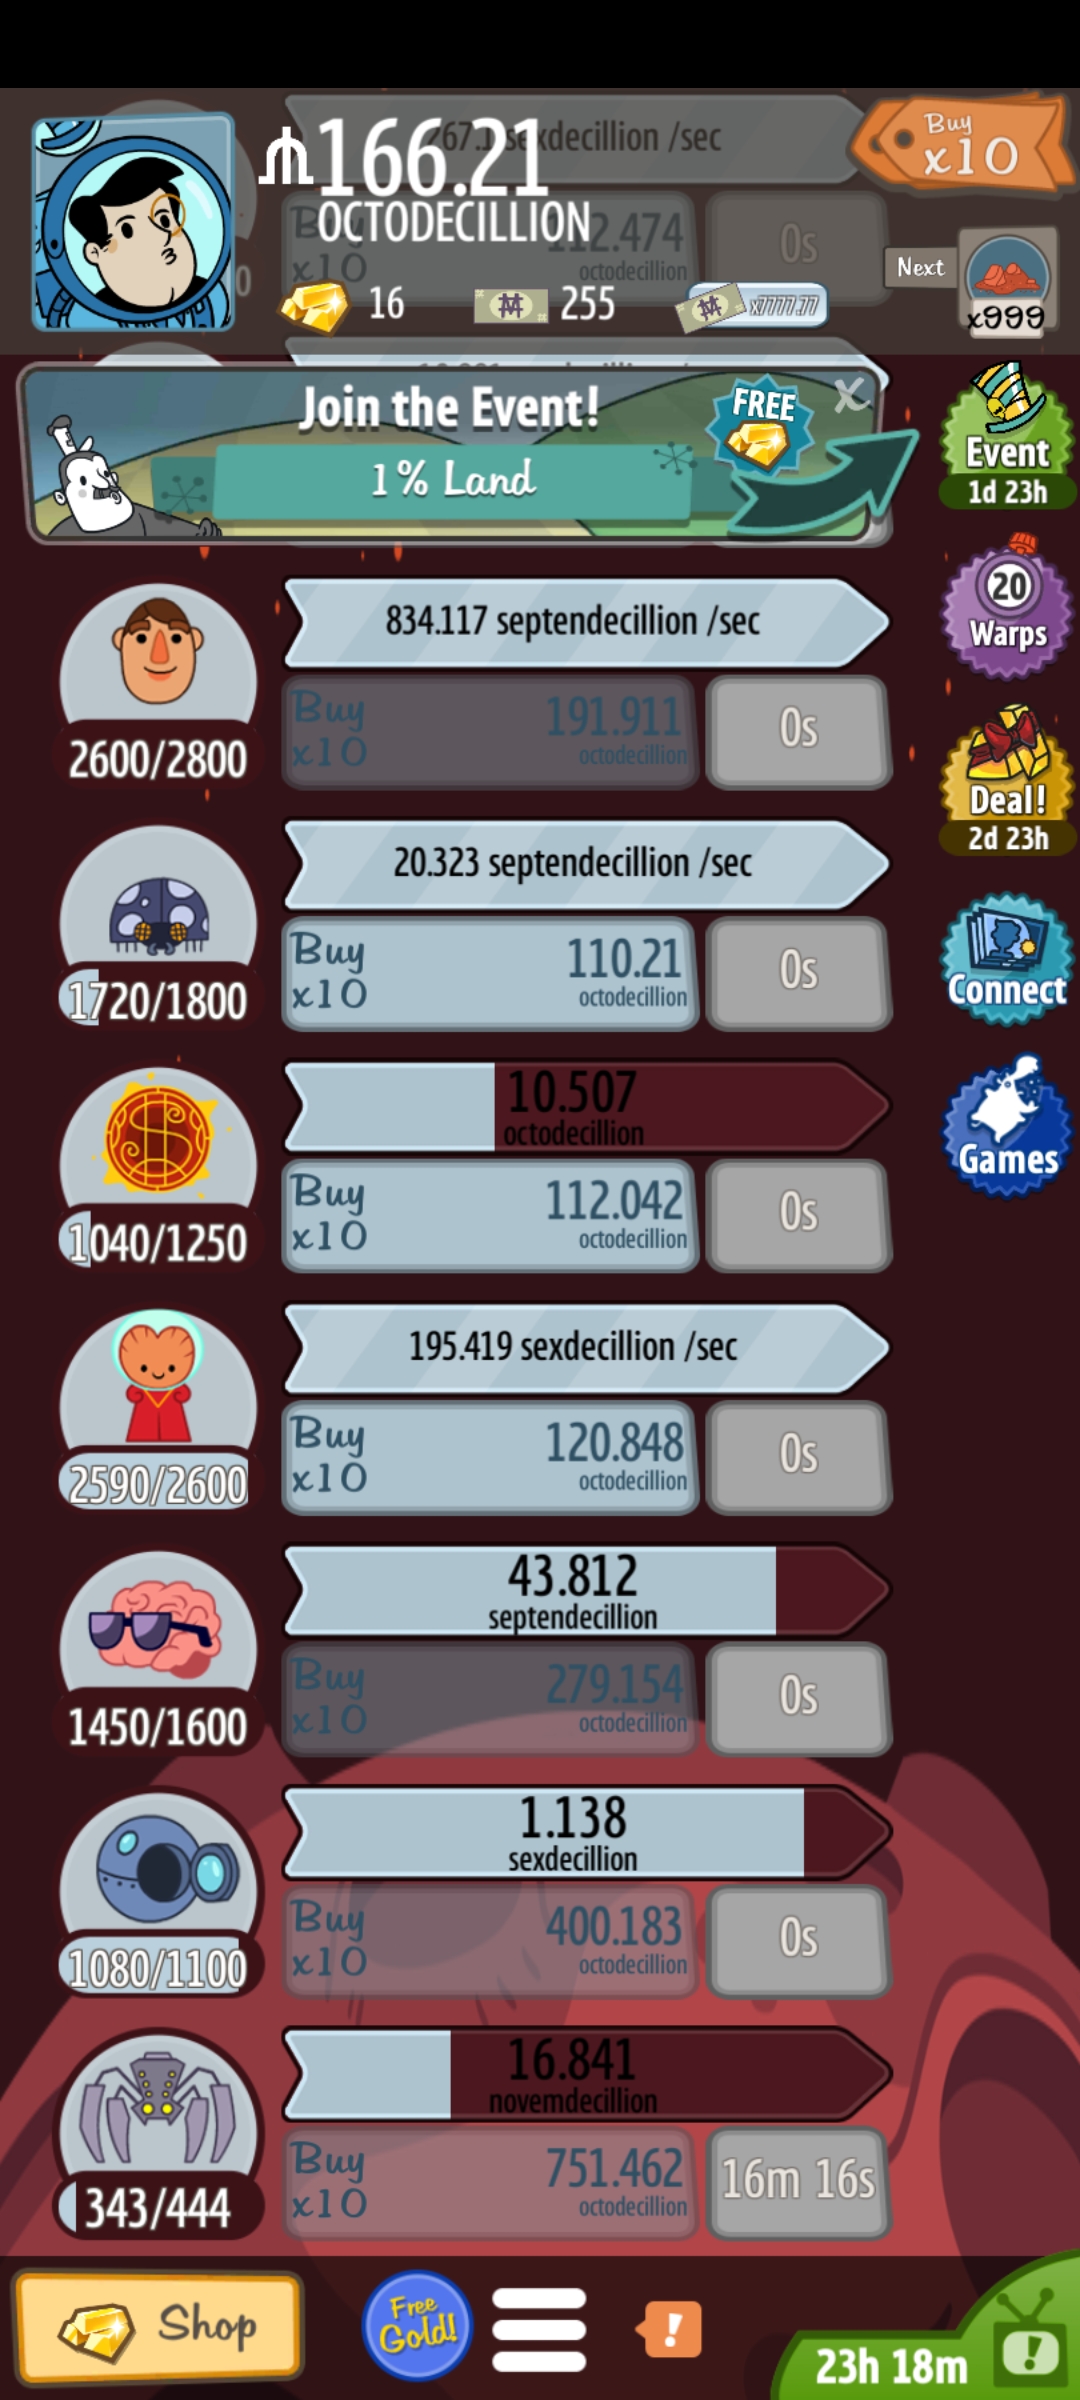 ₥166.21
OCTODECILLION
sexdecillion /sec
Buy
x10
Buy
x10
12.474
octodecillion
0s
16
255
x7777.77
Next
x999
Join the Event!
1% Land
FREE
X
Event
1d 23h
834.117 septendecillion /sec
20
Warps
Buy
x10
191.911
octodecillion
0s
2600/2800
Deal!
2d 23h
20.323 septendecillion /sec
Buy
x10
110.21
octodecillion
0s
1720/1800
Connect
10.507
octodecillion
Buy
x10
112.042
octodecillion
0s
1040/1250
Games
195.419 sexdecillion /sec
Buy
x10
120.848
octodecillion
0s
2590/2600
43.812
septendecillion
Buy
x10
279.154
octodecillion
0s
1450/1600
1.138
sexdecillion
Buy
x10
400.183
octodecillion
0s
1080/1100
16.841
novemdecillion
Buy
x10
751.462
octodecillion
16m 16s
343/444
Shop
Free
Gold!
!
23h 18m
!